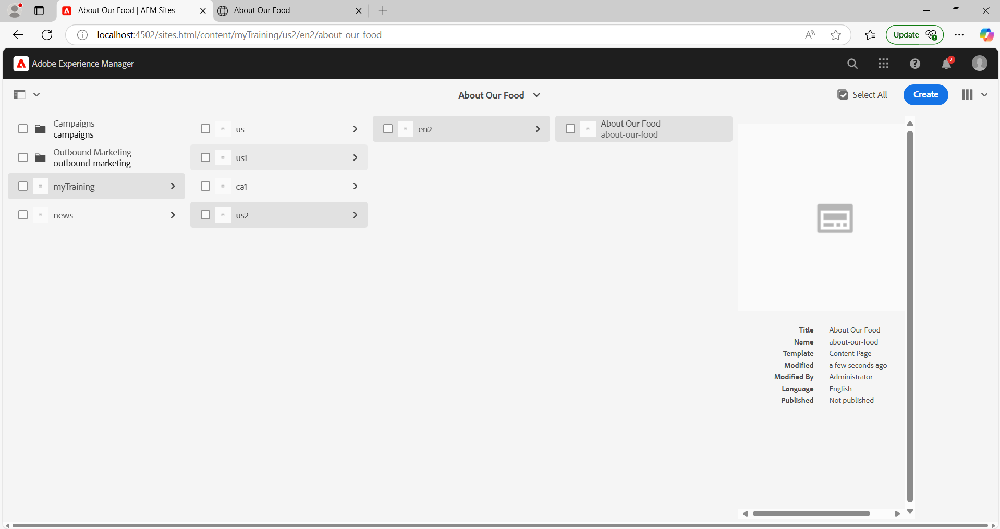 About Our Food | AEM Sites
About Our Food
localhost:4502/sites.html/content/myTraining/us2/en2/about-our-food
Update
Adobe Experience Manager
2
About Our Food
Select All
Create
Campaigns
campaigns
Outbound Marketing
outbound-marketing
myTraining
news
us
us1
ca1
us2
en2
About Our Food
about-our-food
Title About Our Food
Name about-our-food
Template Content Page
Modified a few seconds ago
Modified By Administrator
Language English
Published Not published